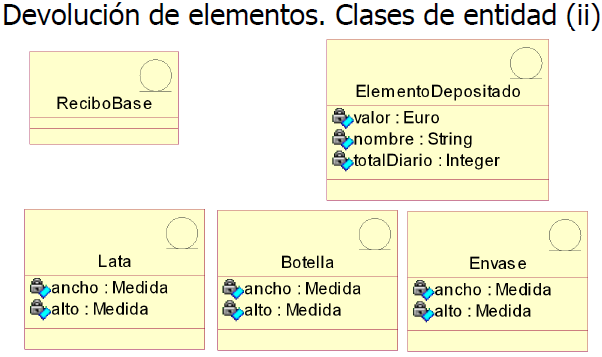 Devolución de elementos. Clases de entidad (ii)
ReciboBase
ElementoDepositado
valor : Euro
nombre : String
totalDiario : Integer
Lata
ancho : Medida
alto : Medida
Botella
ancho : Medida
alto : Medida
Envase
ancho : Medida
alto : Medida